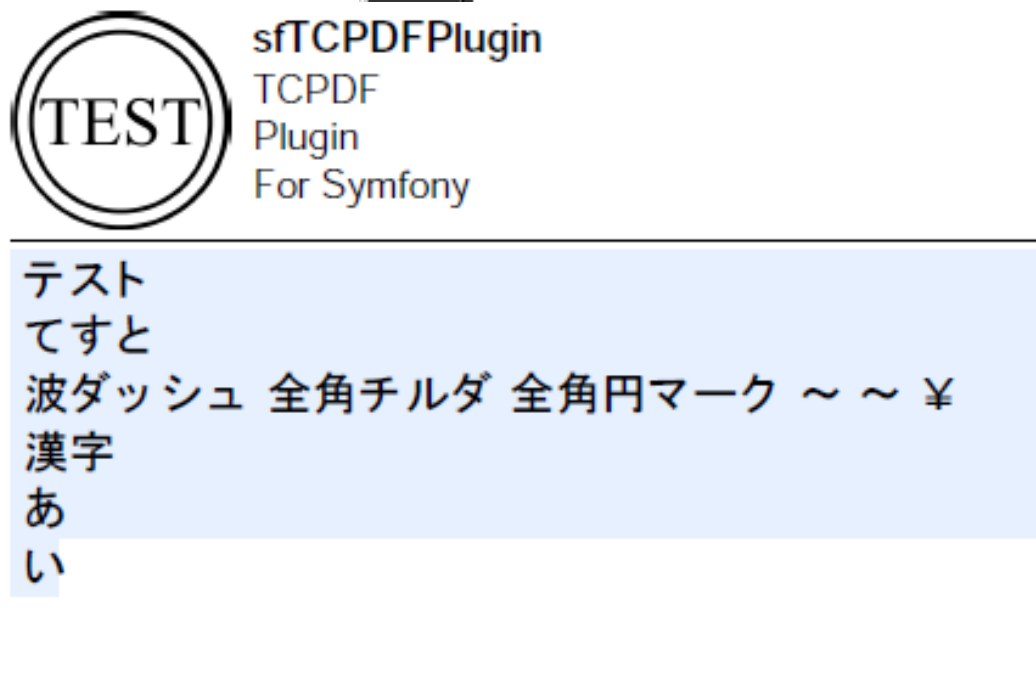 TEST
sfTCPDFPlugin
TCPDF
Plugin
For Symfony
テスト
てすと
波ダッシュ 全角チルダ 全角円マーク 〜 ~ ¥
漢字
あ
い